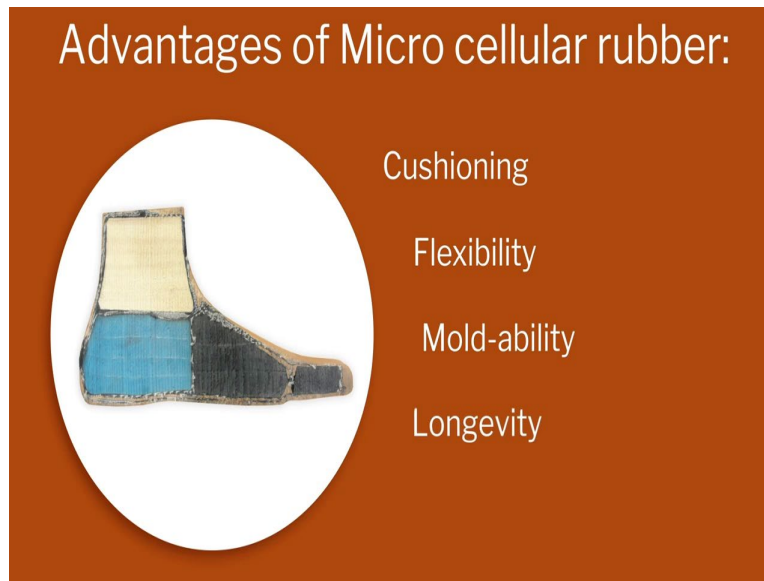 Advantages of Micro cellular rubber:
Cushioning
Flexibility
Mold-ability
Longevity